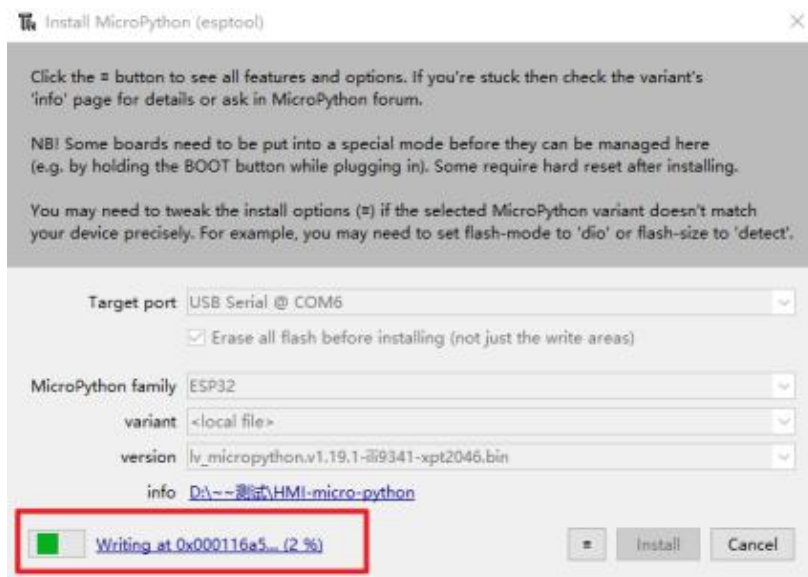 Install MicroPython (esptool)
Click the ≡ button to see all features and options. If you're stuck then check the variant's
'info' page for details or ask in MicroPython forum.
NB! Some boards need to be put into a special mode before they can be managed here
(e.g. by holding the BOOT button while plugging in). Some require hard reset after installing.
You may need to tweak the install options (≡) if the selected MicroPython variant doesn't match
your device precisely. For example, you may need to set flash-mode to 'dio' or flash-size to 'detect'.
Target port USB Serial @ COM6
Erase all flash before installing (not just the write areas)
MicroPython family ESP32
variant <local file>
version lv_micropython.v1.19.1-ili9341-xpt2046.bin
info D:\~~测试\HMI-micro-python
Writing at 0x000116a5... (2 %) ≡ Install Cancel